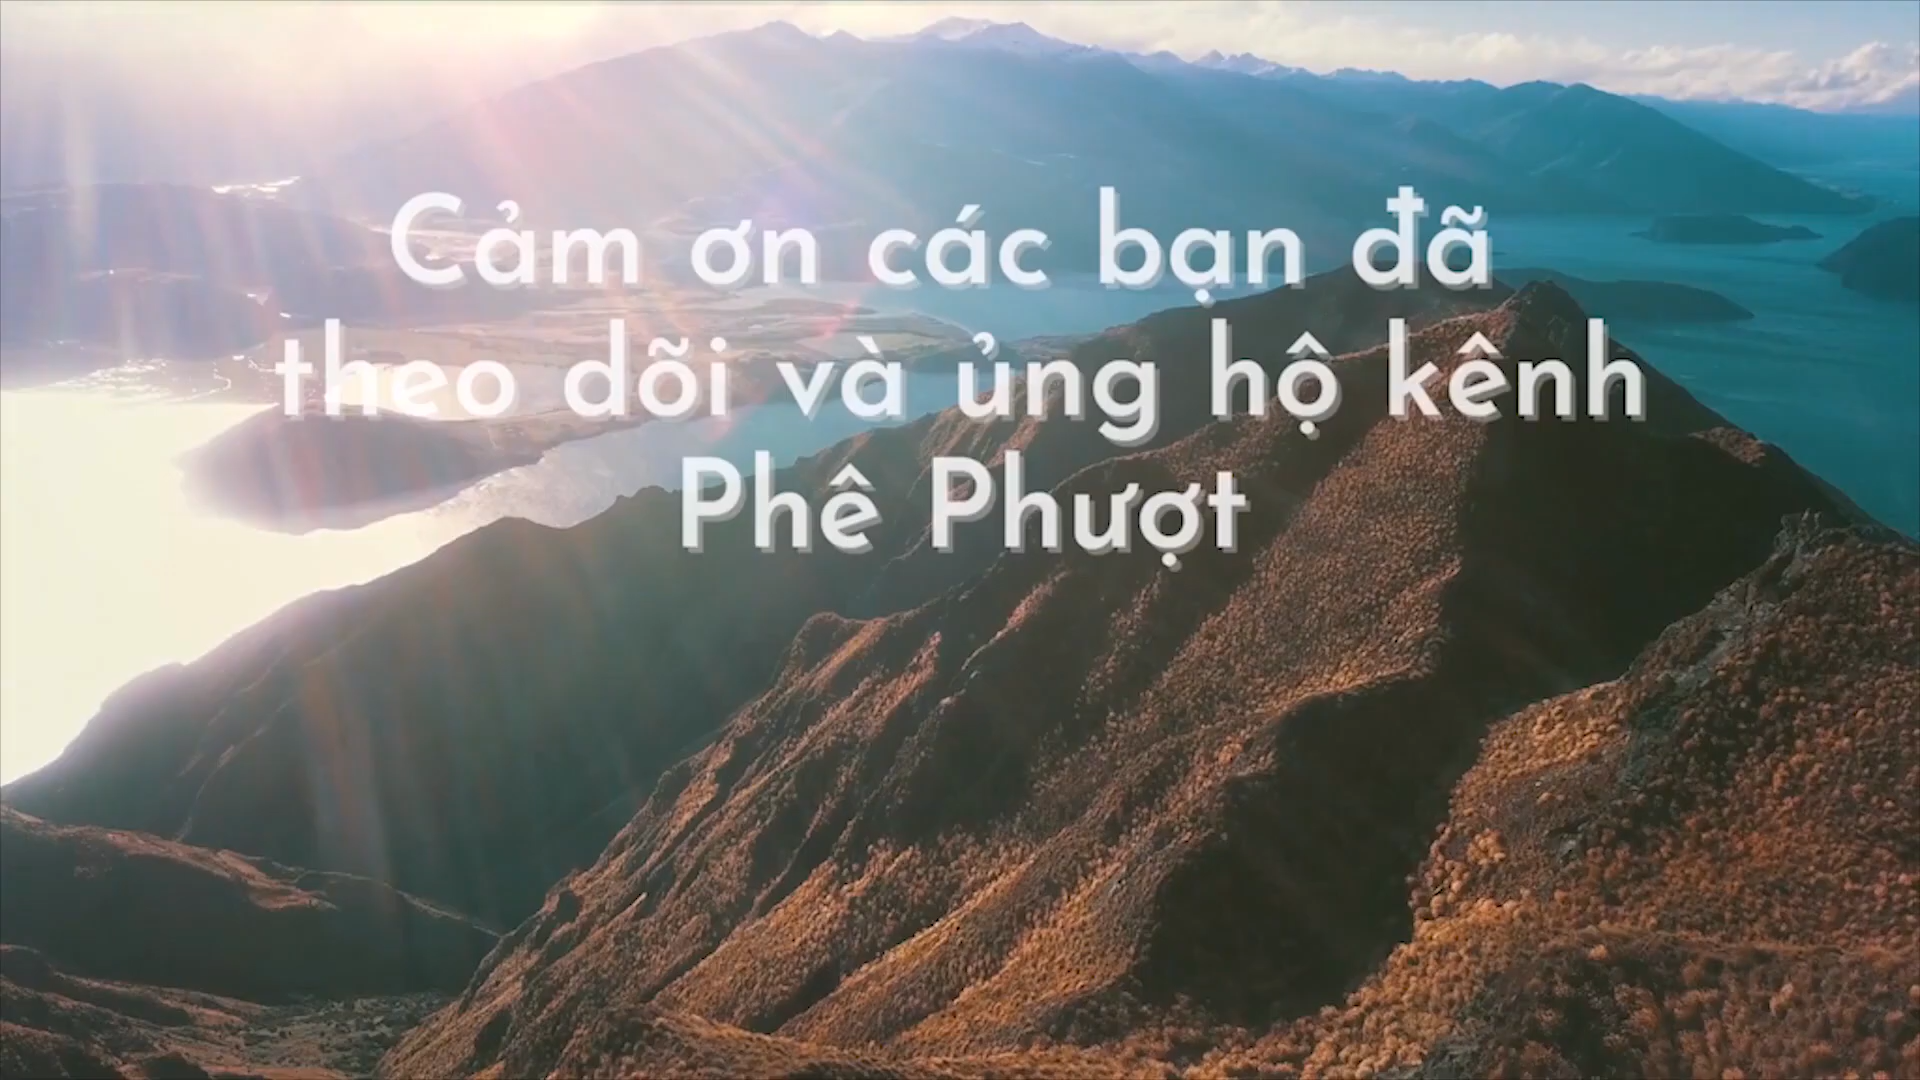 Cảm ơn các bạn đã
theo dõi và ủng hộ kênh
Phê Phượt